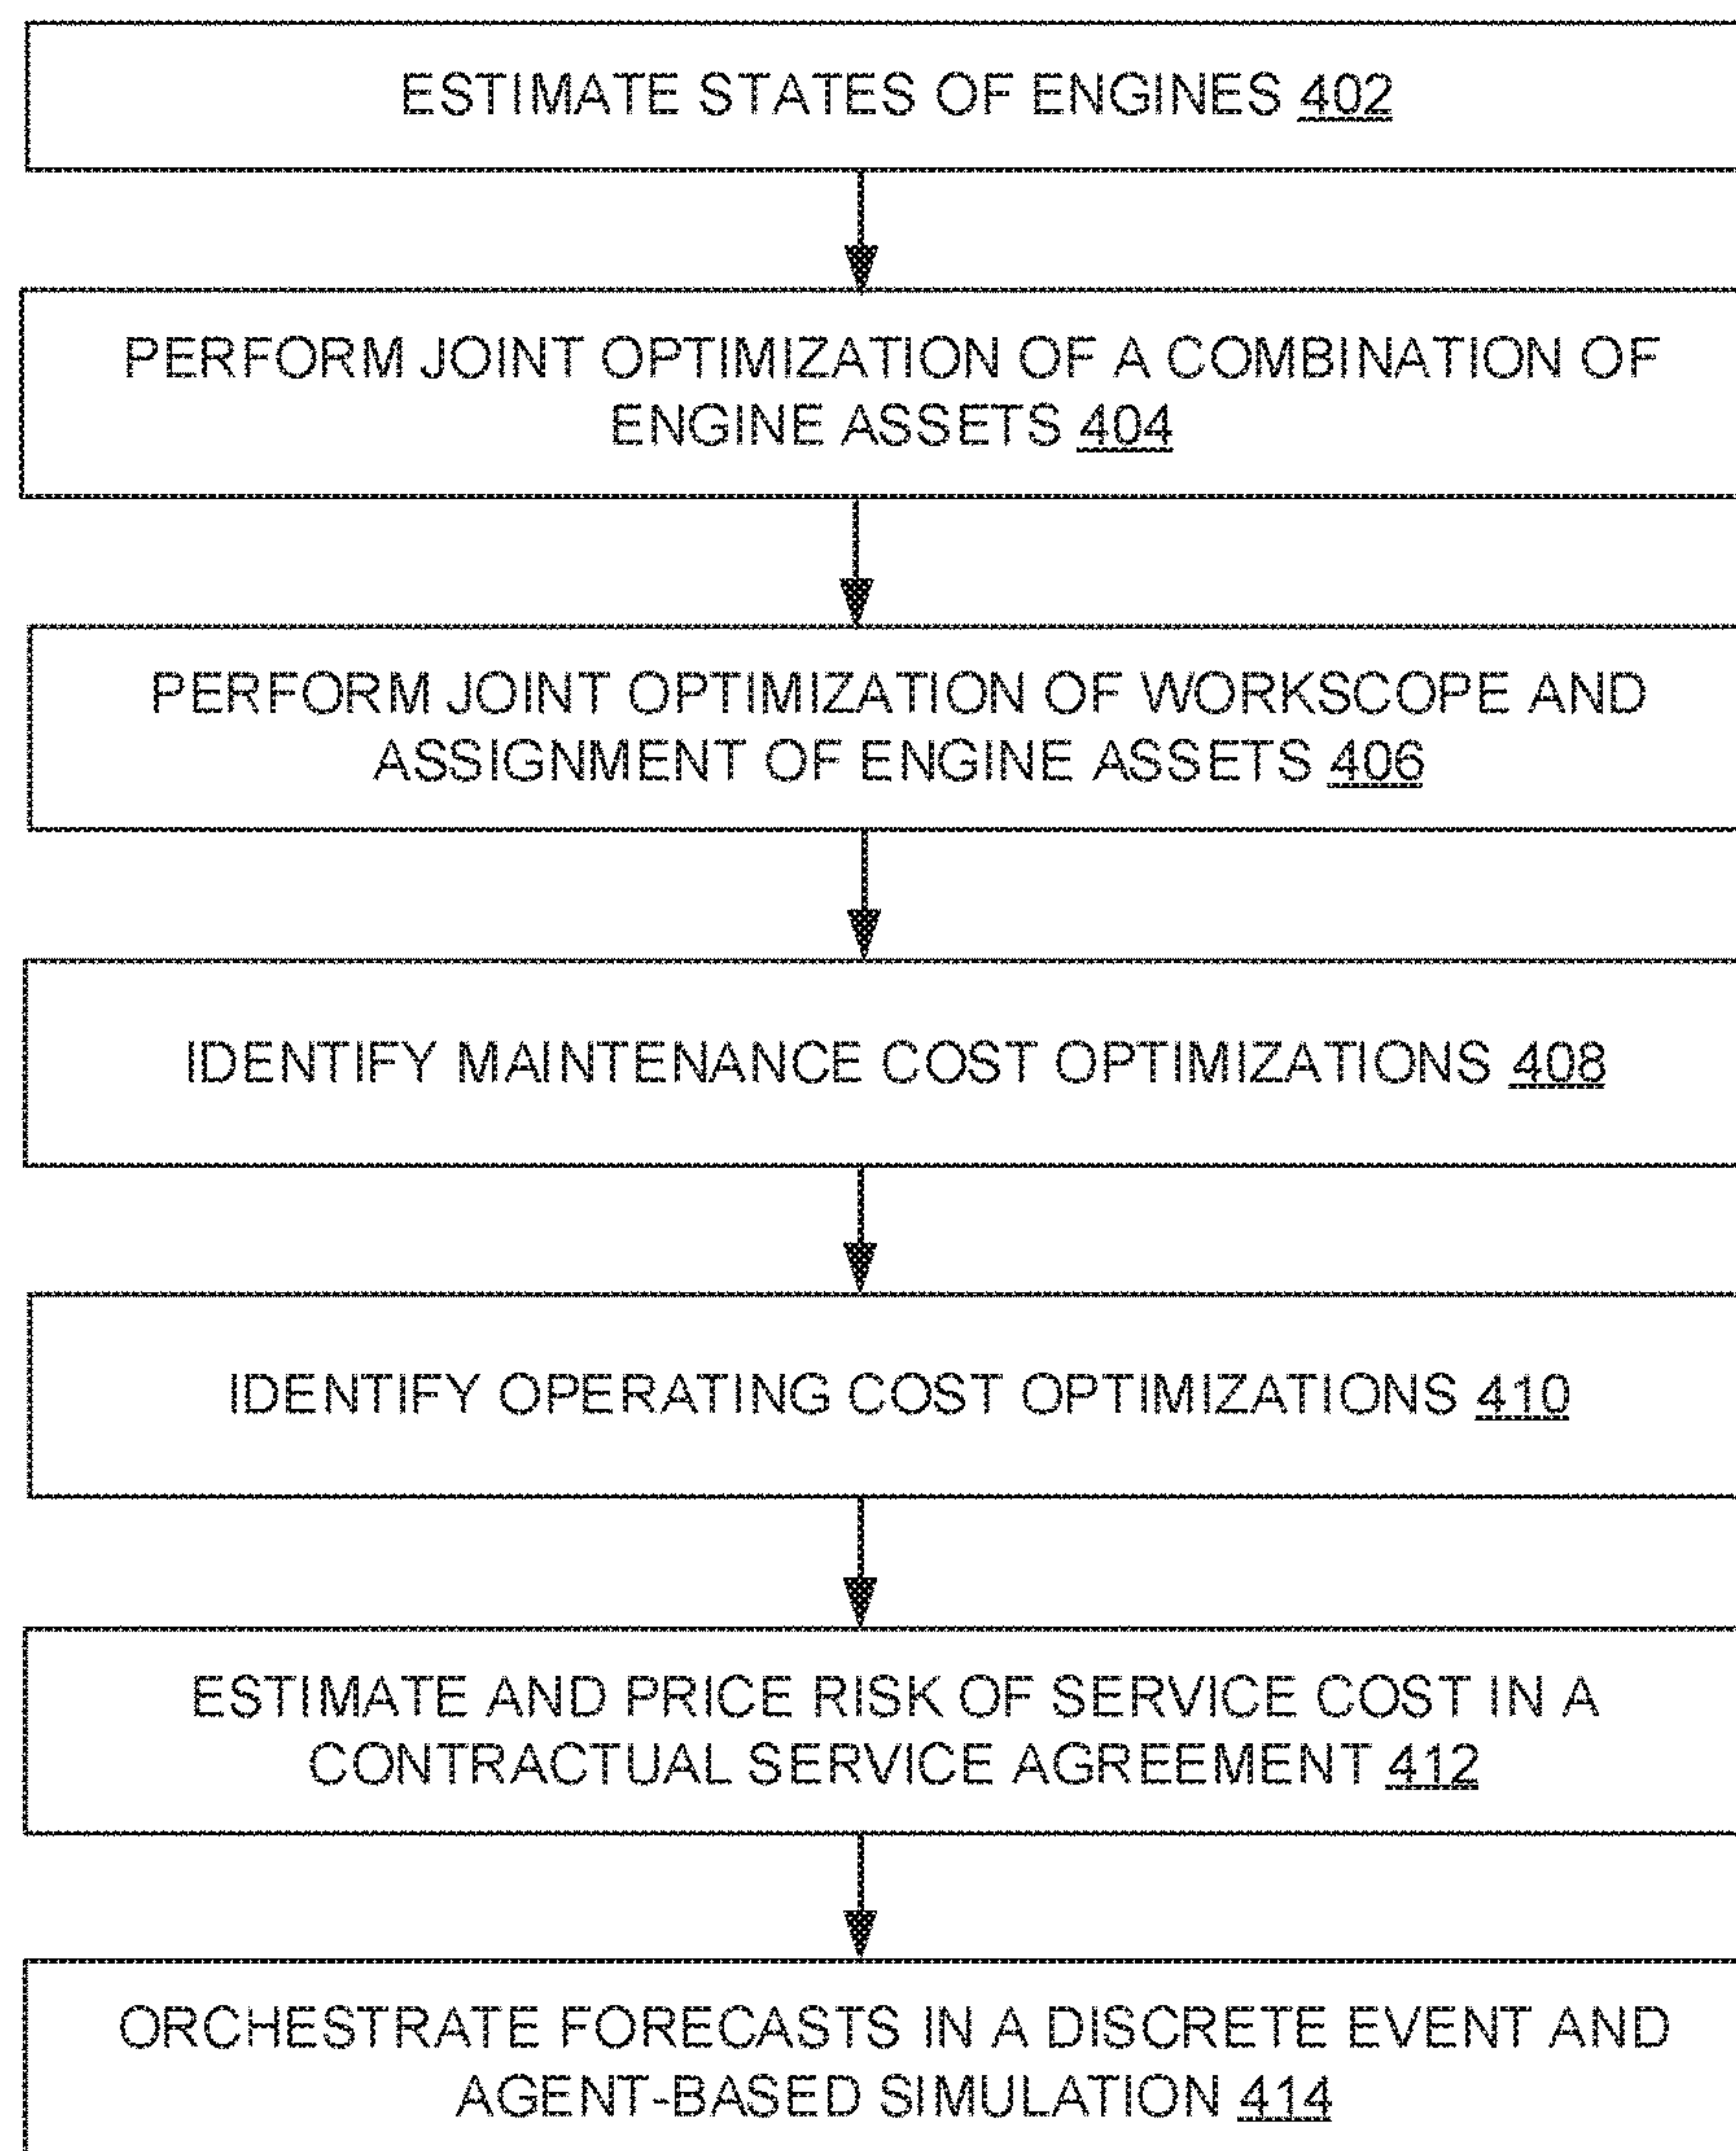 ESTIMATE STATES OF ENGINES 402
PERFORM JOINT OPTIMIZATION OF A COMBINATION OF
ENGINE ASSETS 404
PERFORM JOINT OPTIMIZATION OF WORKSCOPE AND
ASSIGNMENT OF ENGINE ASSETS 406
IDENTIFY MAINTENANCE COST OPTIMIZATIONS 408
IDENTIFY OPERATING COST OPTIMIZATIONS 410
ESTIMATE AND PRICE RISK OF SERVICE COST IN A
CONTRACTUAL SERVICE AGREEMENT 412
ORCHESTRATE FORECASTS IN A DISCRETE EVENT AND
AGENT-BASED SIMULATION 414